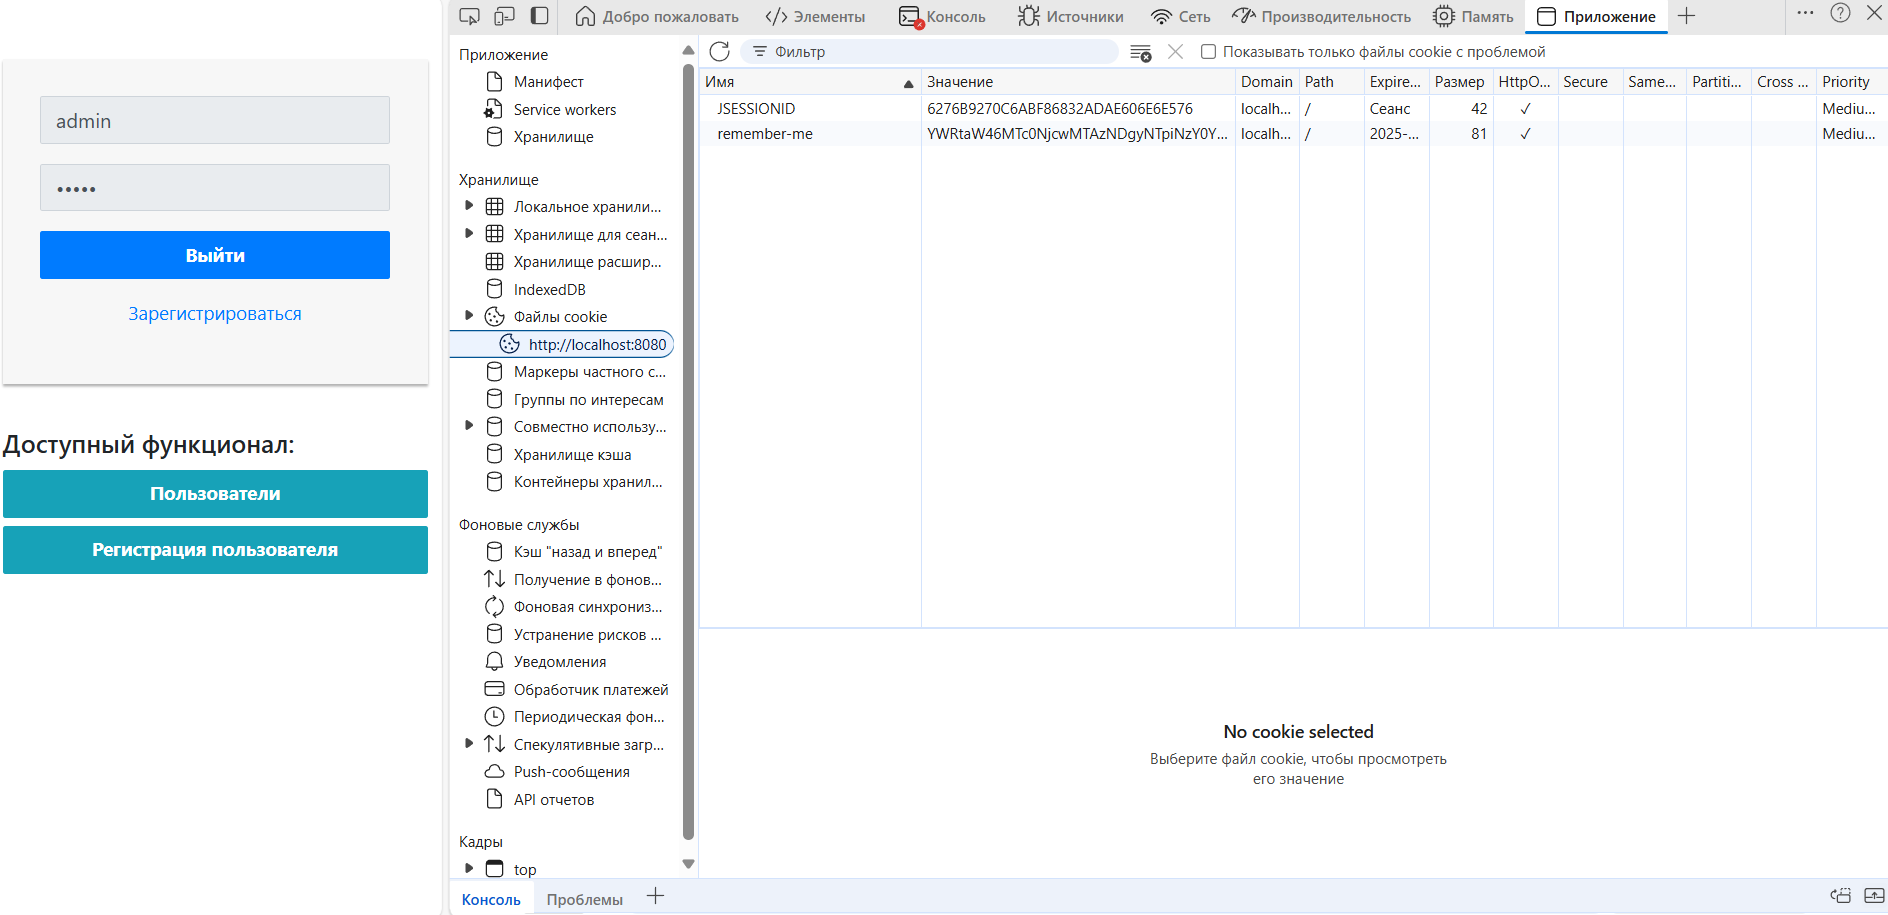 admin
•••••
Выйти
Зарегистрироваться
Доступный функционал:
Пользователи
Регистрация пользователя
Добро пожаловать
Элементы
Консоль
Источники
Сеть
Производительность
Память
Приложение
Приложение
Манифест
Service workers
Хранилище
Хранилище
Локальное хранили...
Хранилище для сеан...
Хранилище расшир...
IndexedDB
Файлы cookie
http://localhost:8080
Маркеры частного с...
Группы по интересам
Совместно использу...
Хранилище кэша
Контейнеры хранил...
Фоновые службы
Кэш "назад и вперед"
Получение в фонов...
Фоновая синхрониз...
Устранение рисков ...
Уведомления
Обработчик платежей
Периодическая фон...
Спекулятивные загр...
Push-сообщения
API отчетов
Кадры
top
Фильтр
Показывать только файлы cookie с проблемой
Имя Значение Domain Path Expire... Размер HttpO... Secure Same... Partiti... Cross ... Priority
JSESSIONID 6276B9270C6ABF86832ADAE606E6E576 localh... / Сеанс 42 ✓ Mediu...
remember-me YWRtaW46MTc0NjcwMTAzNDgyNTpiNzY0Y... localh... / 2025-... 81 ✓ Mediu...
No cookie selected
Выберите файл cookie, чтобы просмотреть
его значение
Консоль
Проблемы